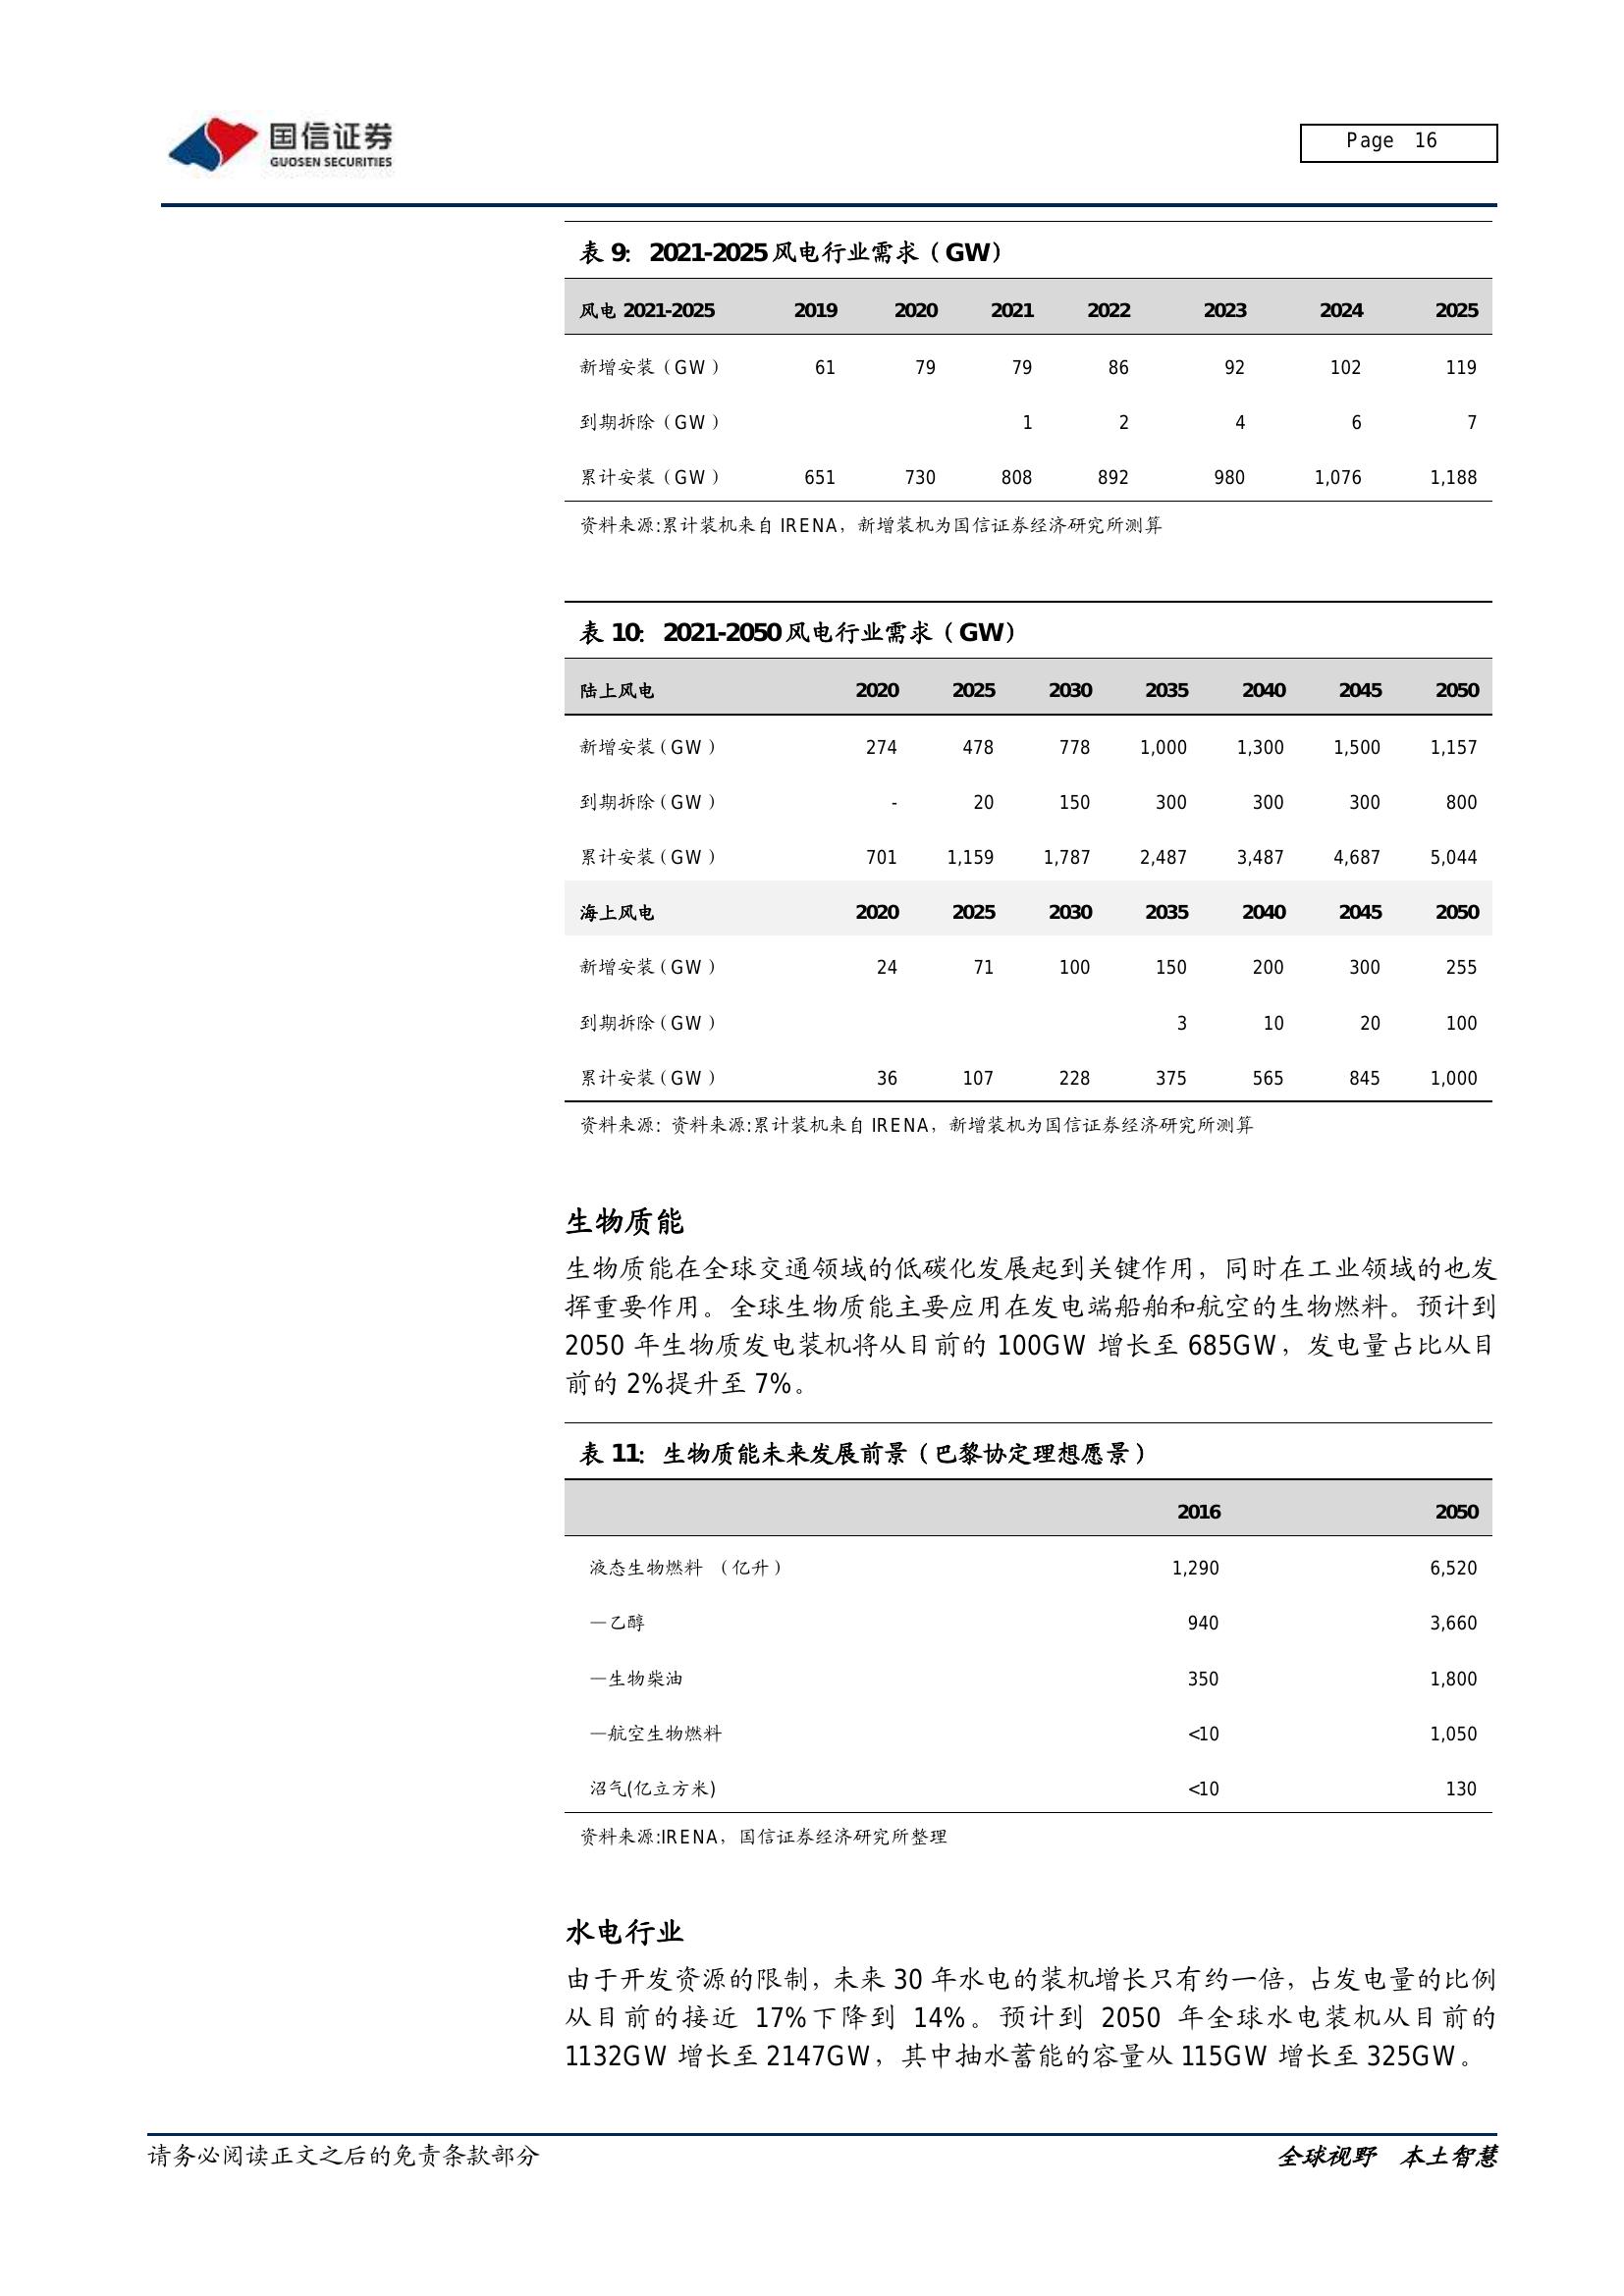 国信证券
GUOSEN SECURITIES
Page 16
表 9： 2021-2025 风电行业需求（GW）
风电 2021-2025 2019 2020 2021 2022 2023 2024 2025
新增安装（GW） 61 79 79 86 92 102 119
到期拆除（GW） 1 2 4 6 7
累计安装（GW） 651 730 808 892 980 1,076 1,188
资料来源:累计装机来自 IRENA，新增装机为国信证券经济研究所测算
表 10： 2021-2050 风电行业需求（GW）
陆上风电 2020 2025 2030 2035 2040 2045 2050
新增安装（GW） 274 478 778 1,000 1,300 1,500 1,157
到期拆除（GW） - 20 150 300 300 300 800
累计安装（GW） 701 1,159 1,787 2,487 3,487 4,687 5,044
海上风电 2020 2025 2030 2035 2040 2045 2050
新增安装（GW） 24 71 100 150 200 300 255
到期拆除（GW） 3 10 20 100
累计安装（GW） 36 107 228 375 565 845 1,000
资料来源：资料来源:累计装机来自 IRENA，新增装机为国信证券经济研究所测算
生物质能
生物质能在全球交通领域的低碳化发展起到关键作用，同时在工业领域的也发
挥重要作用。全球生物质能主要应用在发电端船舶和航空的生物燃料。预计到
2050 年生物质发电装机将从目前的 100GW 增长至 685GW，发电量占比从目
前的 2%提升至 7%。
表 11： 生物质能未来发展前景（巴黎协定理想愿景）
2016 2050
液态生物燃料 （亿升） 1,290 6,520
—乙醇 940 3,660
—生物柴油 350 1,800
—航空生物燃料 <10 1,050
沼气(亿立方米) <10 130
资料来源:IRENA，国信证券经济研究所整理
水电行业
由于开发资源的限制，未来 30 年水电的装机增长只有约一倍，占发电量的比例
从目前的接近 17%下降到 14%。预计到 2050 年全球水电装机从目前的
1132GW 增长至 2147GW，其中抽水蓄能的容量从 115GW 增长至 325GW。
请务必阅读正文之后的免责条款部分 全球视野 本土智慧